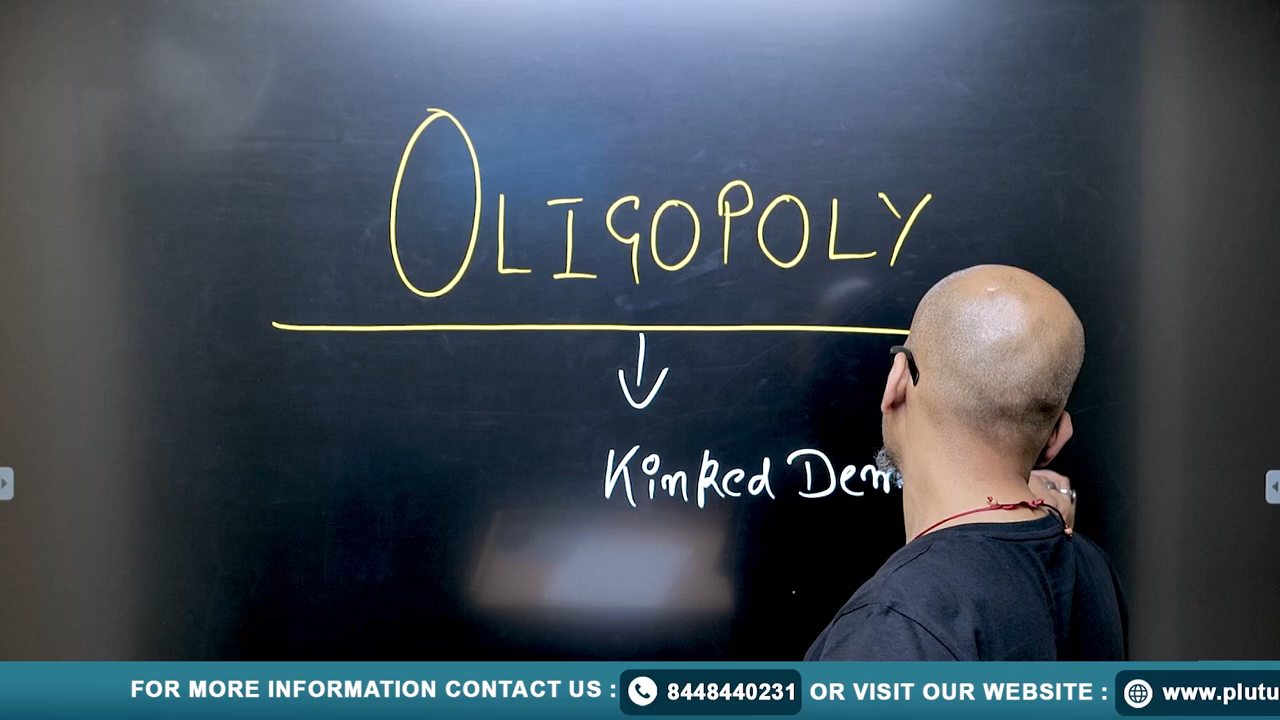 OLIGOPOLY
Kinked Dem
FOR MORE INFORMATION CONTACT US : 8448440231 OR VISIT OUR WEBSITE : www.plutu